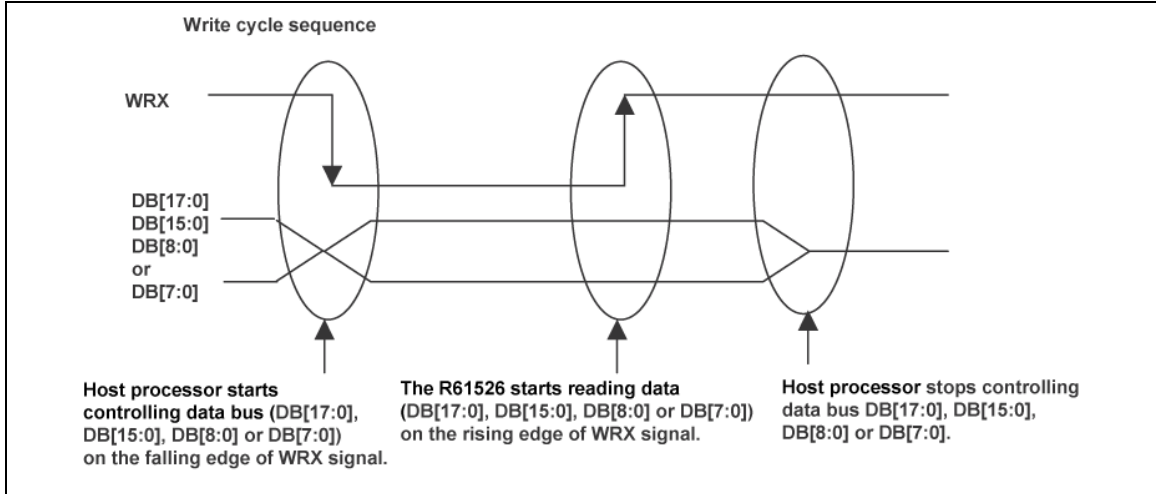 Write cycle sequence
WRX
DB[17:0]
DB[15:0]
DB[8:0]
or
DB[7:0]
Host processor starts
controlling data bus (DB[17:0],
DB[15:0], DB[8:0] or DB[7:0])
on the falling edge of WRX signal.
The R61526 starts reading data
(DB[17:0], DB[15:0], DB[8:0] or DB[7:0])
on the rising edge of WRX signal.
Host processor stops controlling
data bus DB[17:0], DB[15:0],
DB[8:0] or DB[7:0].